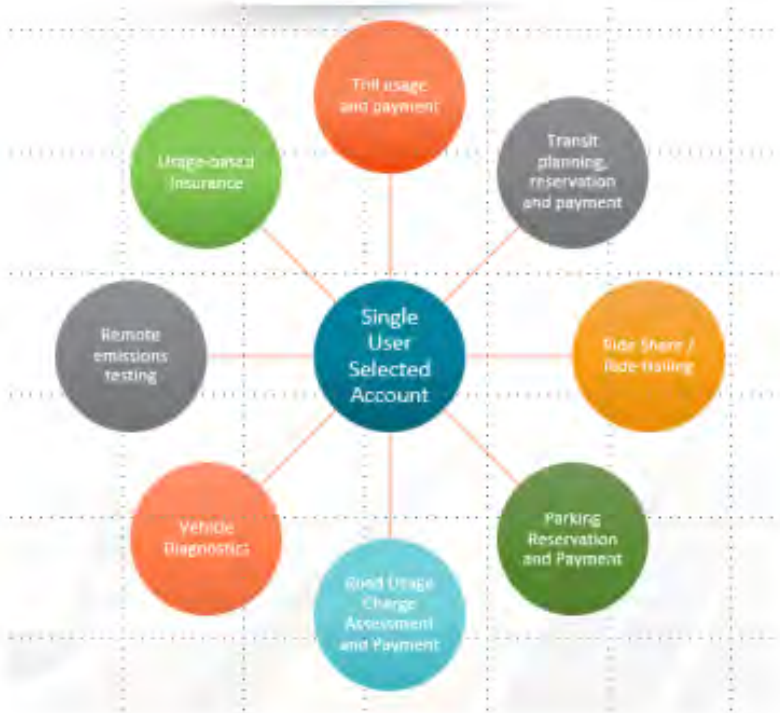 Toll usage
and payment
Transit
planning,
reservation
and payment
Ride Share /
Ride-Hailing
Parking
Reservation
and Payment
Road Usage
Charge
Assessment
and Payment
Vehicle
Diagnostics
Remote
emissions
testing
Usage-based
Insurance
Single
User
Selected
Account